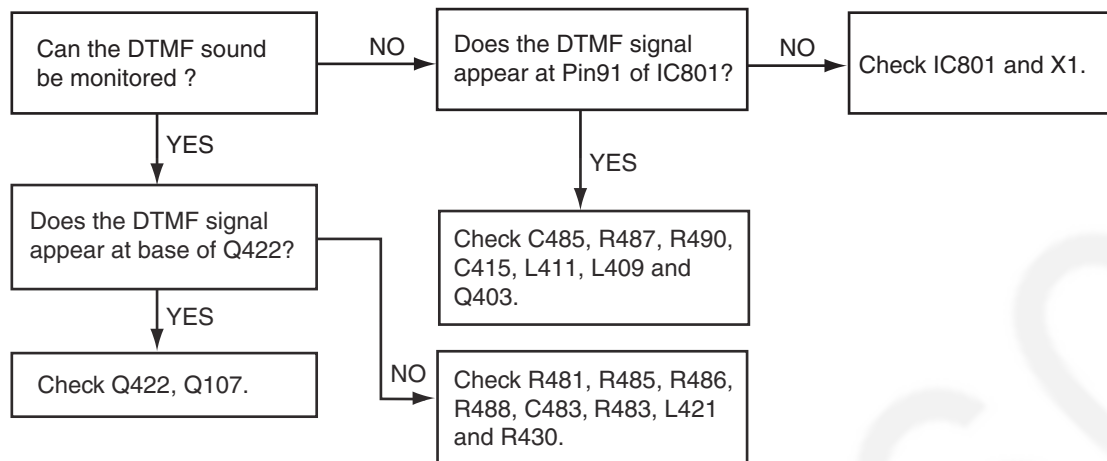 Can the DTMF sound
be monitored ?
NO
Does the DTMF signal
appear at Pin91 of IC801?
NO
Check IC801 and X1.
YES
YES
Does the DTMF signal
appear at base of Q422?
Check C485, R487, R490,
C415, L411, L409 and
Q403.
YES
NO
Check Q422, Q107.
Check R481, R485, R486,
R488, C483, R483, L421
and R430.